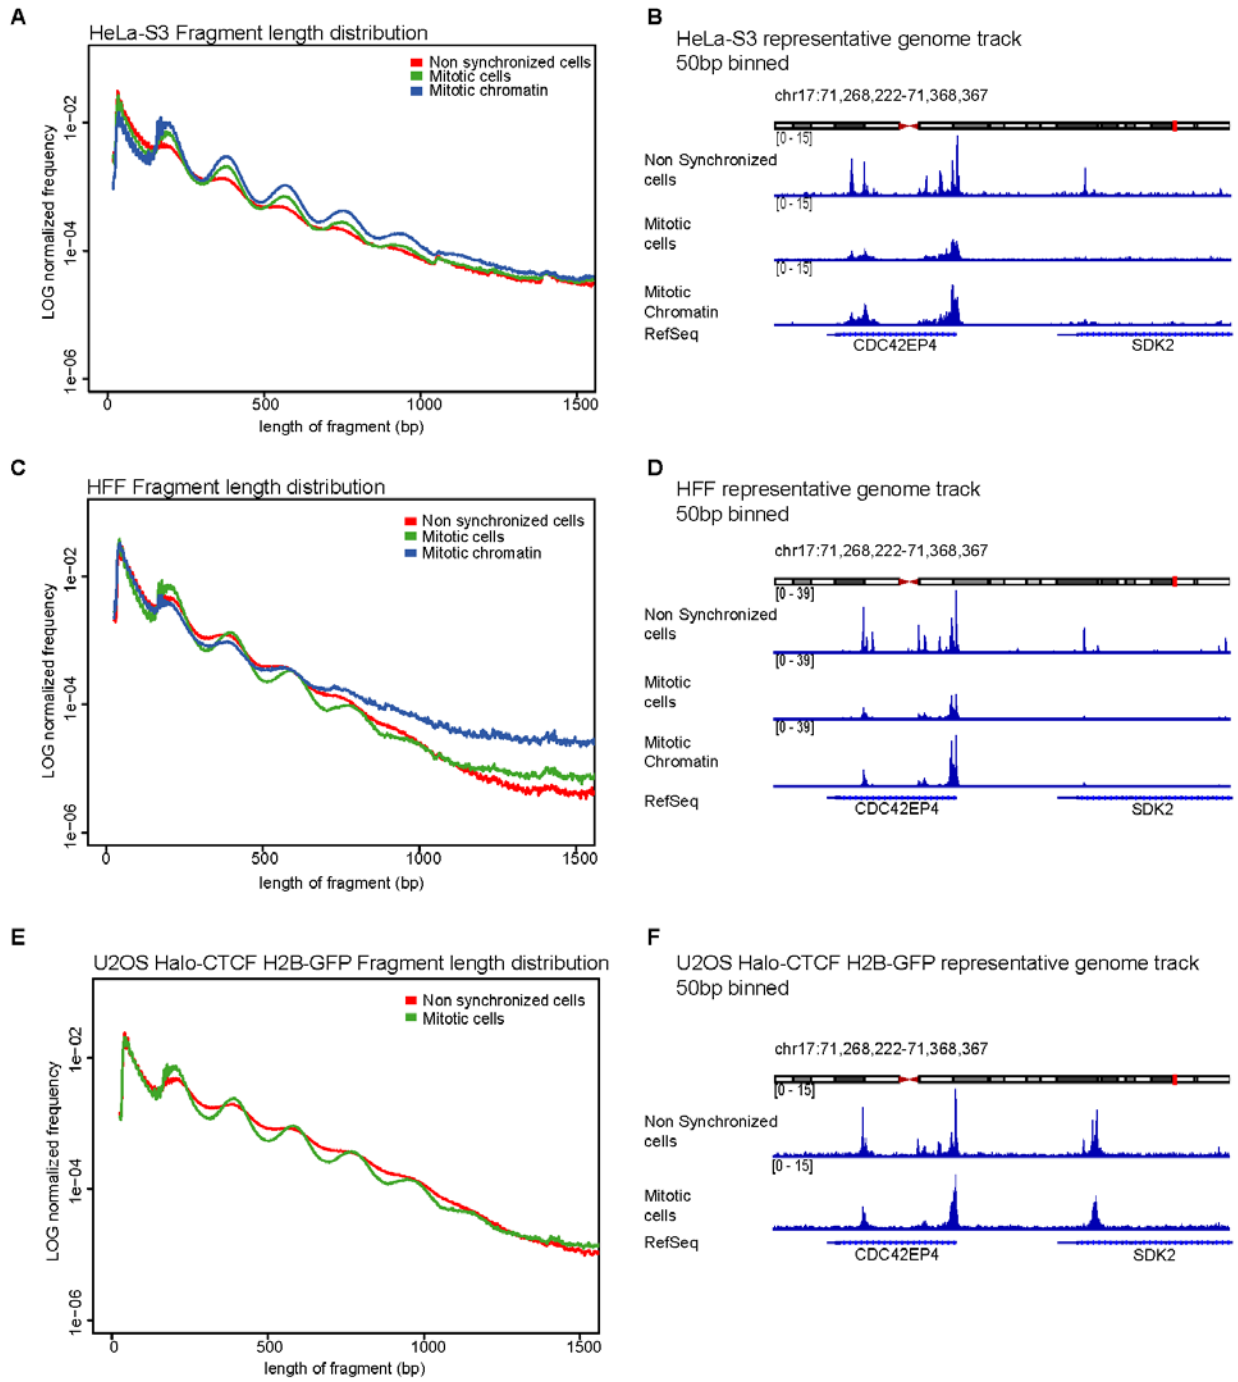 A
HeLa-S3 Fragment length distribution
Non synchronized cells
Mitotic cells
Mitotic chromatin
LOG normalized frequency
1e-02
1e-04
1e-06
0 500 1000 1500
length of fragment (bp)
B
HeLa-S3 representative genome track
50bp binned
chr17:71,268,222-71,368,367
[0 - 15]
Non Synchronized
cells
[0 - 15]
Mitotic
cells
[0 - 15]
Mitotic
Chromatin
RefSeq
CDC42EP4 SDK2
C
HFF Fragment length distribution
Non synchronized cells
Mitotic cells
Mitotic chromatin
LOG normalized frequency
1e-02
1e-04
1e-06
0 500 1000 1500
length of fragment (bp)
D
HFF representative genome track
50bp binned
chr17:71,268,222-71,368,367
[0 - 39]
Non Synchronized
cells
[0 - 39]
Mitotic
cells
[0 - 39]
Mitotic
Chromatin
RefSeq
CDC42EP4 SDK2
E
U2OS Halo-CTCF H2B-GFP Fragment length distribution
Non synchronized cells
Mitotic cells
LOG normalized frequency
1e-02
1e-04
1e-06
0 500 1000 1500
length of fragment (bp)
F
U2OS Halo-CTCF H2B-GFP representative genome track
50bp binned
chr17:71,268,222-71,368,367
[0 - 15]
Non Synchronized
cells
[0 - 15]
Mitotic
cells
RefSeq
CDC42EP4 SDK2